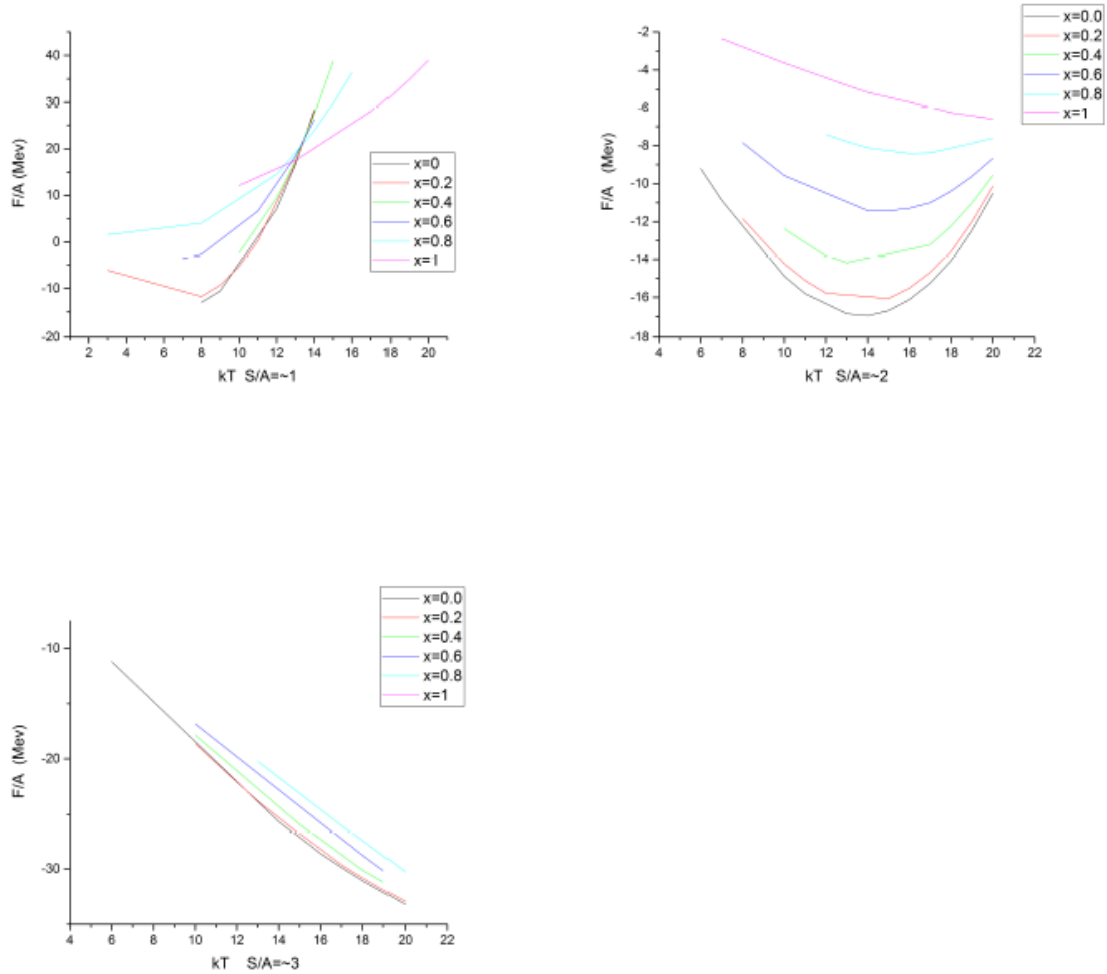 40
30
20
10
0
-10
-20
F/A (Mev)
2 4 6 8 10 12 14 16 18 20
kT S/A=~1
x=0
x=0.2
x=0.4
x=0.6
x=0.8
x=1
-2
-4
-6
-8
-10
-12
-14
-16
-18
F/A (Mev)
4 6 8 10 12 14 16 18 20 22
kT S/A=~2
x=0.0
x=0.2
x=0.4
x=0.6
x=0.8
x=1
-10
-20
-30
F/A (Mev)
4 6 8 10 12 14 16 18 20 22
kT S/A=~3
x=0.0
x=0.2
x=0.4
x=0.6
x=0.8
x=1